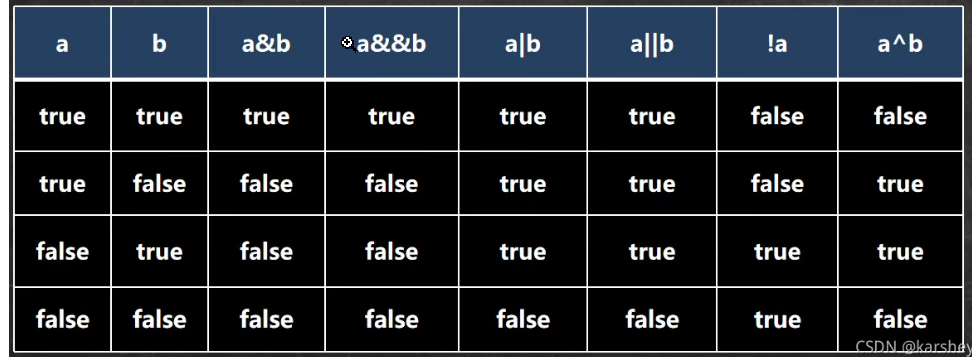 a b a&b a&&b a|b a||b !a a^b
true true true true true true false false
true false false false true true false true
false true false false true true true true
false false false false false false true false
CSDN @karshey